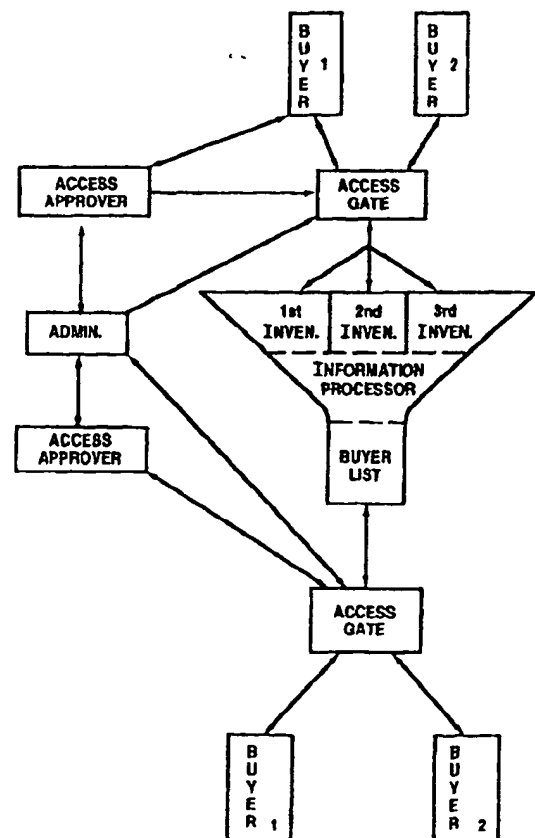 BUYER 1
BUYER 2
ACCESS
APPROVER
ACCESS
GATE
1st
INVEN.
2nd
INVEN.
3rd
INVEN.
ADMIN.
INFORMATION
PROCESSOR
ACCESS
APPROVER
BUYER
LIST
ACCESS
GATE
BUYER 1
BUYER 2